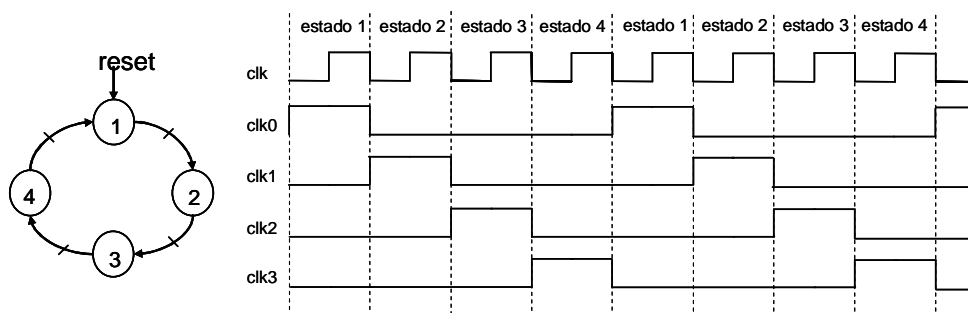 reset
1
2
3
4
estado 1 estado 2 estado 3 estado 4 estado 1 estado 2 estado 3 estado 4
clk
clk0
clk1
clk2
clk3